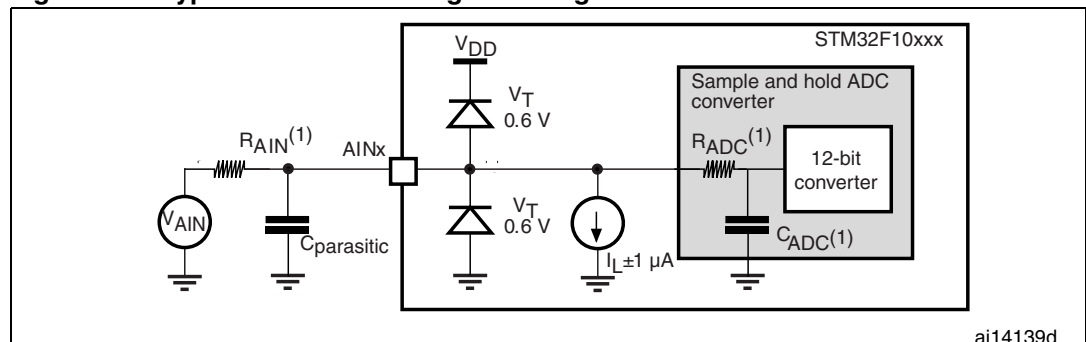 STM32F10xxx
VDD
Sample and hold ADC
converter
VT
0.6 V
RAIN(1)
AINx
RADC(1)
12-bit
converter
VAIN
Cparasitic
VT
0.6 V
IL±1 µA
CADC(1)
ai14139d